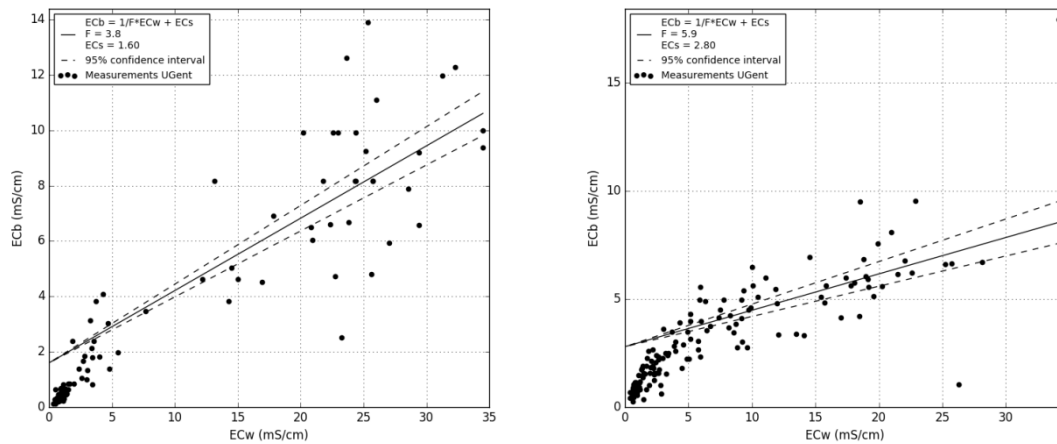 ECb = 1/F*ECw + ECs
F = 3.8
ECs = 1.60
95% confidence interval
Measurements UGent
14
12
10
8
6
4
2
0
ECb (mS/cm)
0
5
10
15
20
25
30
35
ECw (mS/cm)
ECb = 1/F*ECw + ECs
F = 5.9
ECs = 2.80
95% confidence interval
Measurements UGent
15
10
5
0
ECb (mS/cm)
0
5
10
15
20
25
30
ECw (mS/cm)